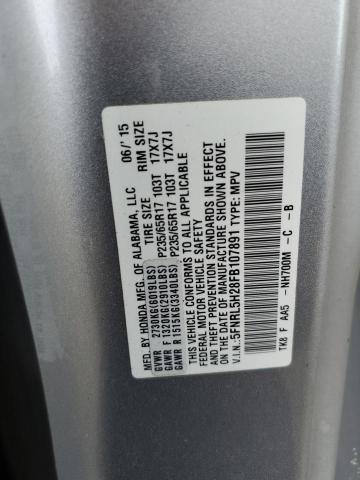 MFD. BY HONDA MFG. OF ALABAMA, LLC 06/'15
TIRE SIZE RIM SIZE
GVWR 2730KG(6019LBS)
GAWR F 1320KG(2910LBS) P235/65R17 103T 17X7J
GAWR R 1515KG(3340LBS) P235/65R17 103T 17X7J
THIS VEHICLE CONFORMS TO ALL APPLICABLE
FEDERAL MOTOR VEHICLE SAFETY
AND THEFT PREVENTION STANDARDS IN EFFECT
ON THE DATE OF MANUFACTURE SHOWN ABOVE.
V.I.N.:5FNRL5H28FB107891 TYPE: MPV
TK8 F AA5 -NH700M - C - B